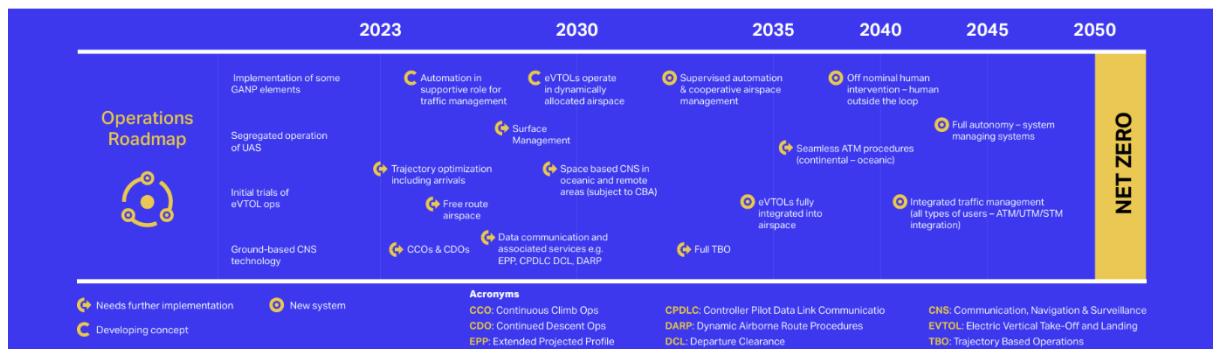 2023
2030
2035
2040
2045
2050
Operations
Roadmap
Implementation of some
GANP elements
Segregated operation
of UAS
Initial trials of
eVTOL ops
Ground-based CNS
technology
Automation in
supportive role for
traffic management
eVTOLs operate
in dynamically
allocated airspace
Supervised automation
& cooperative airspace
management
Off nominal human
intervention – human
outside the loop
Surface
Management
Full autonomy – system
managing systems
Seamless ATM procedures
(continental – oceanic)
Trajectory optimization
including arrivals
Space based CNS in
oceanic and remote
areas (subject to CBA)
Free route
airspace
eVTOLs fully
integrated into
airspace
Integrated traffic management
(all types of users – ATM/UTM/STM
integration)
CCOs & CDOs
Data communication and
associated services e.g.
EPP, CPDLC DCL, DARP
Full TBO
NET ZERO
Needs further implementation
New system
Developing concept
Acronyms
CCO: Continuous Climb Ops
CDO: Continued Descent Ops
EPP: Extended Projected Profile
CPDLC: Controller Pilot Data Link Communicatio
DARP: Dynamic Airborne Route Procedures
DCL: Departure Clearance
CNS: Communication, Navigation & Surveillance
EVTOL: Electric Vertical Take-Off and Landing
TBO: Trajectory Based Operations